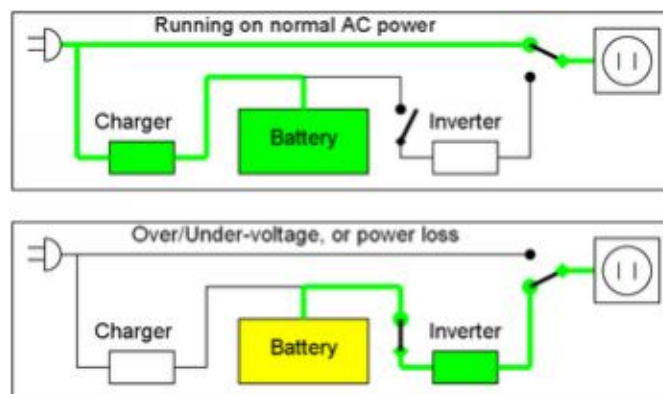 Running on normal AC power
Charger
Battery
Inverter
Over/Under-voltage, or power loss
Charger
Battery
Inverter